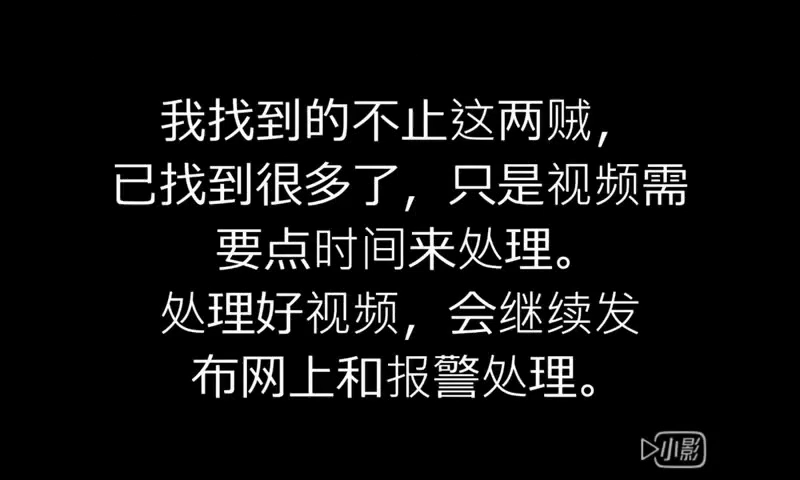 我找到的不止这两贼，
已找到很多了，只是视频需
要点时间来处理。
处理好视频，会继续发
布网上和报警处理。
小影